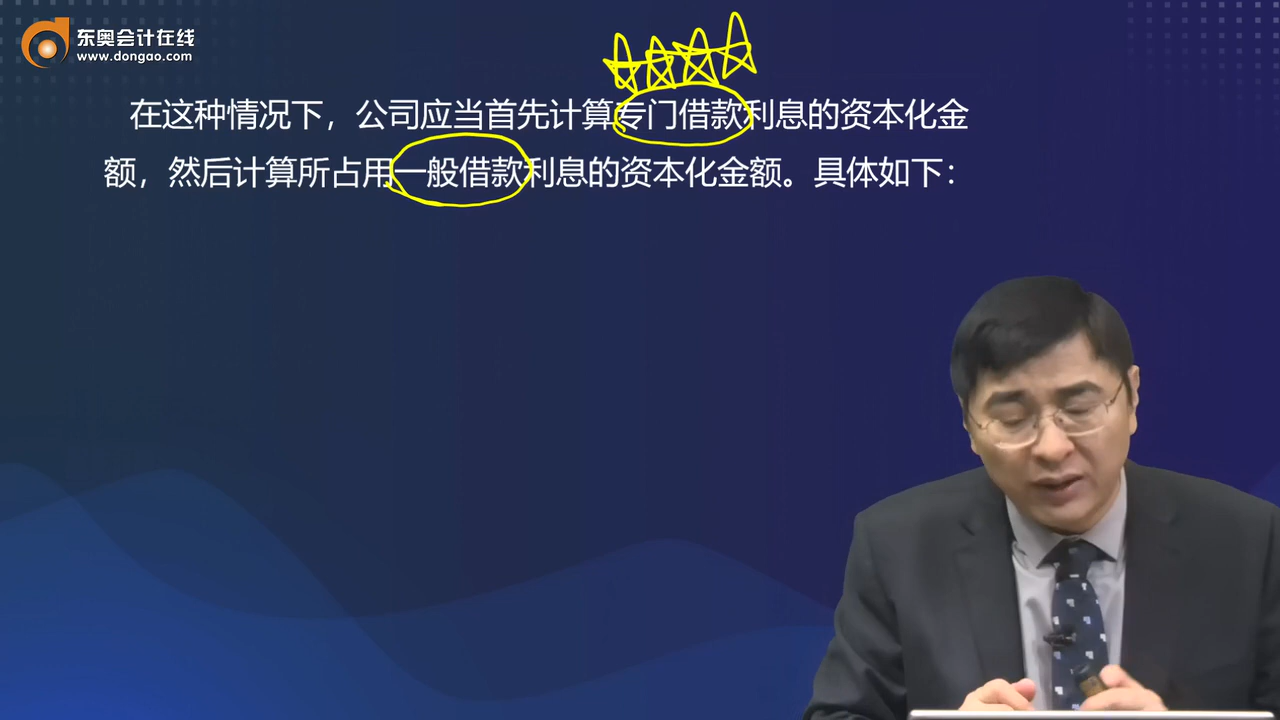 东奥会计在线
www.dongao.com
在这种情况下，公司应当首先计算专门借款利息的资本化金
额，然后计算所占用一般借款利息的资本化金额。具体如下：